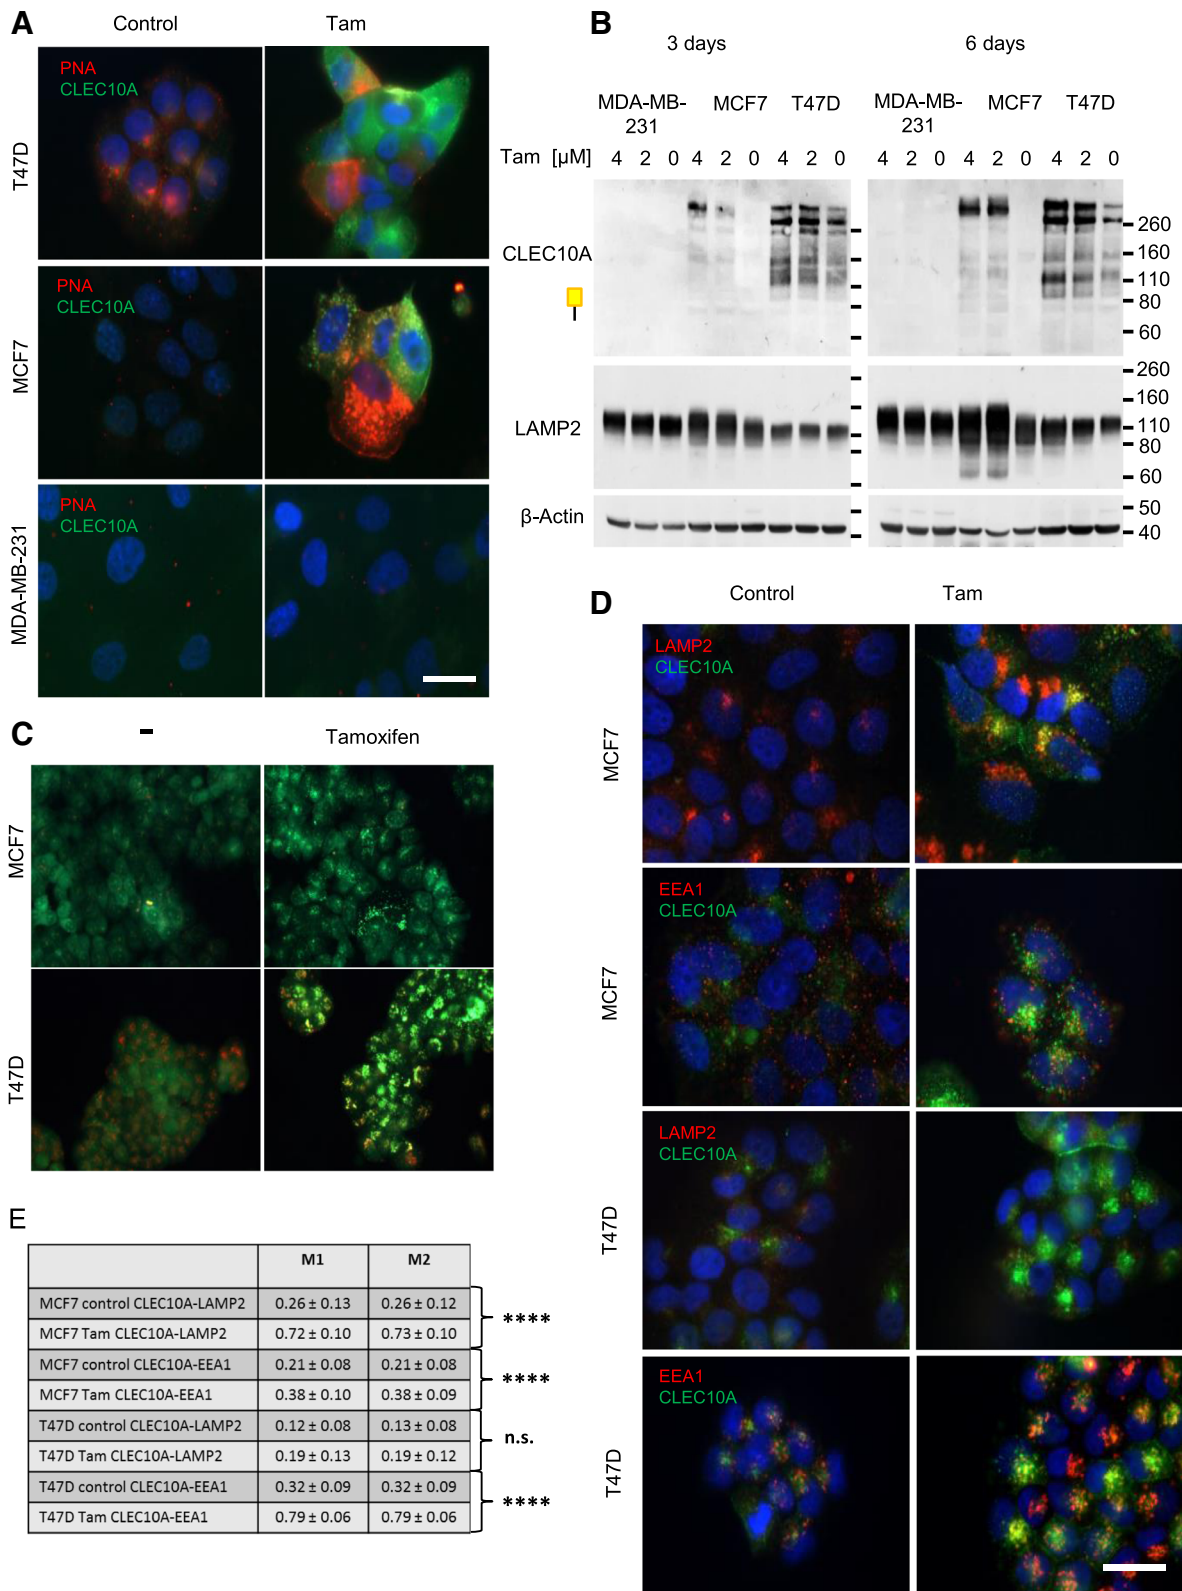 A
Control
Tam
PNA
CLEC10A
T47D
PNA
CLEC10A
MCF7
PNA
CLEC10A
MDA-MB-231
B
3 days
6 days
MDA-MB-231 MCF7 T47D MDA-MB-231 MCF7 T47D
Tam [µM] 4 2 0 4 2 0 4 2 0 4 2 0 4 2 0 4 2 0
CLEC10A
260
160
110
80
60
LAMP2
260
160
110
80
60
β-Actin
50
40
C
-
Tamoxifen
MCF7
T47D
D
Control
Tam
LAMP2
CLEC10A
MCF7
EEA1
CLEC10A
MCF7
LAMP2
CLEC10A
T47D
EEA1
CLEC10A
T47D
E
M1 M2
MCF7 control CLEC10A-LAMP2 0.26 ± 0.13 0.26 ± 0.12
MCF7 Tam CLEC10A-LAMP2 0.72 ± 0.10 0.73 ± 0.10
****
MCF7 control CLEC10A-EEA1 0.21 ± 0.08 0.21 ± 0.08
MCF7 Tam CLEC10A-EEA1 0.38 ± 0.10 0.38 ± 0.09
****
T47D control CLEC10A-LAMP2 0.12 ± 0.08 0.13 ± 0.08
T47D Tam CLEC10A-LAMP2 0.19 ± 0.13 0.19 ± 0.12
n.s.
T47D control CLEC10A-EEA1 0.32 ± 0.09 0.32 ± 0.09
T47D Tam CLEC10A-EEA1 0.79 ± 0.06 0.79 ± 0.06
****